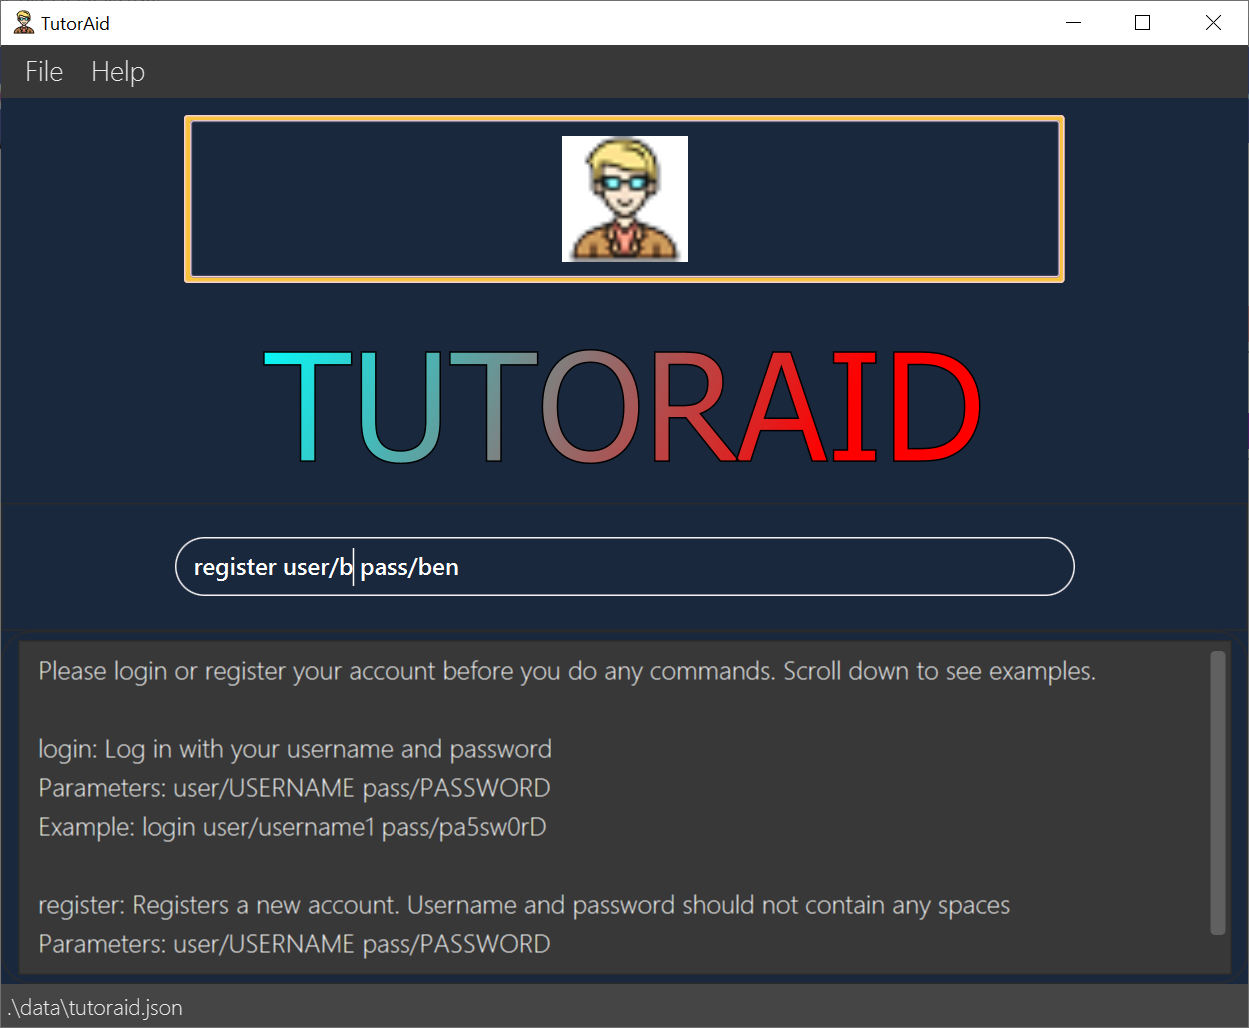 TutorAid
File Help
TUTORAID
register user/b pass/ben
Please login or register your account before you do any commands. Scroll down to see examples.
login: Log in with your username and password
Parameters: user/USERNAME pass/PASSWORD
Example: login user/username1 pass/pa5sw0rD
register: Registers a new account. Username and password should not contain any spaces
Parameters: user/USERNAME pass/PASSWORD
.\data\tutoraid.json